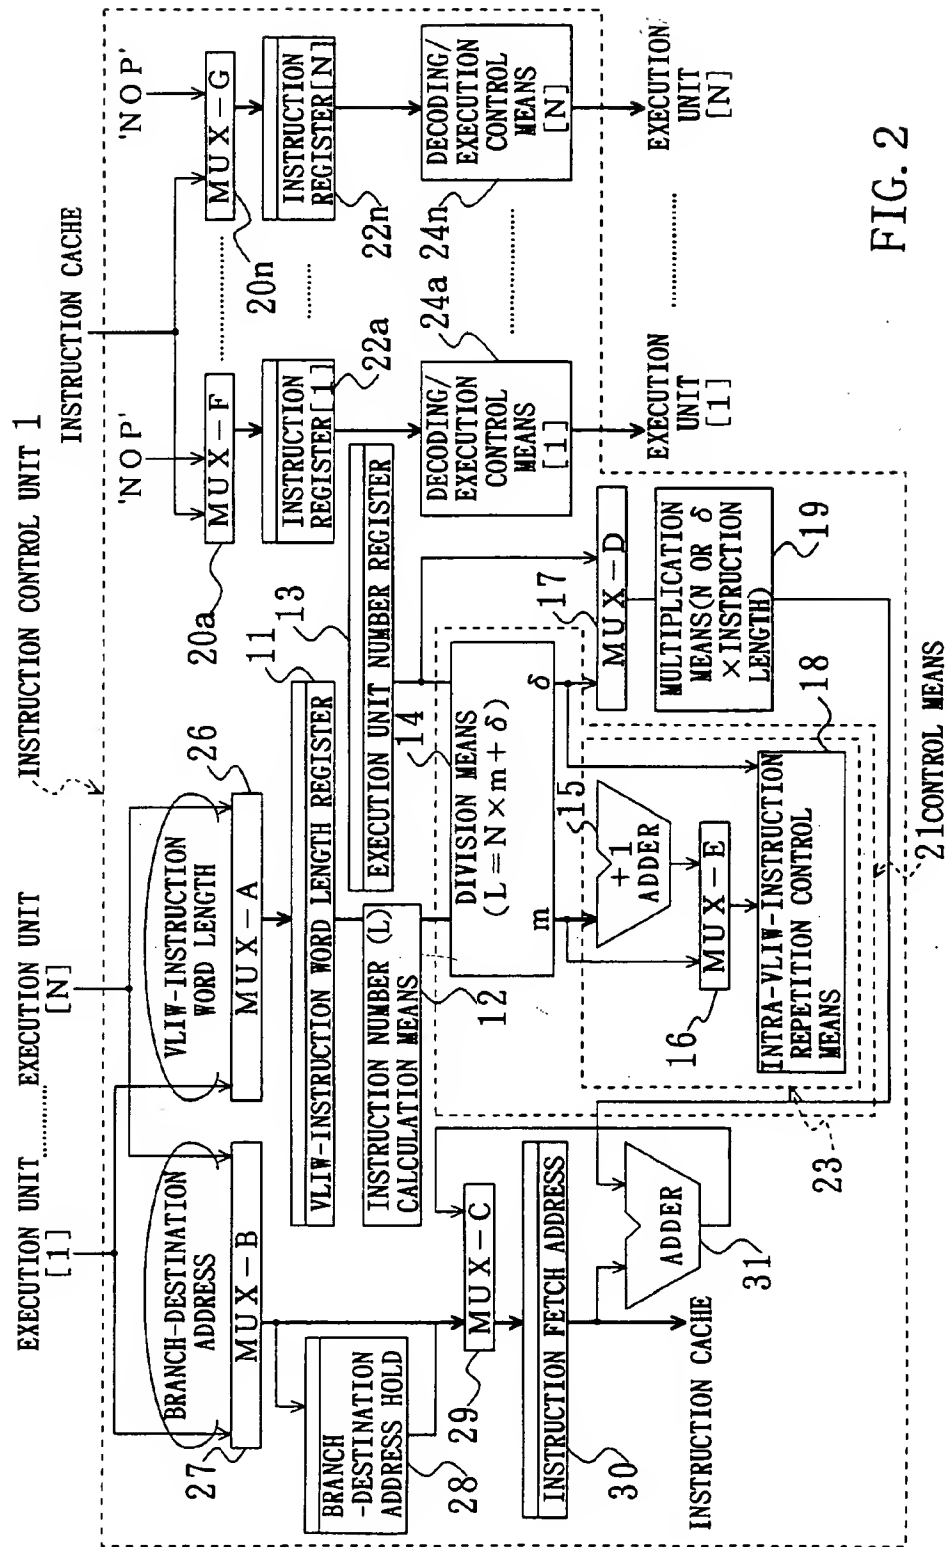 INSTRUCTION CONTROL UNIT 1
EXECUTION UNIT
[1]
EXECUTION UNIT
[N]
INSTRUCTION CACHE
BRANCH-DESTINATION
ADDRESS
VLIW-INSTRUCTION
WORD LENGTH
'NOP'
'NOP'
27
MUX-B
MUX-A
26
20a
MUX-F
20n
MUX-G
VLIW-INSTRUCTION WORD LENGTH REGISTER
11
INSTRUCTION
REGISTER[1]
22a
INSTRUCTION
REGISTER[N]
22n
BRANCH
-DESTINATION
ADDRESS HOLD
28
INSTRUCTION NUMBER (L)
CALCULATION MEANS
12
EXECUTION UNIT NUMBER REGISTER
13
DECODING/
EXECUTION
CONTROL
MEANS
[1]
24a
DECODING/
EXECUTION
CONTROL
MEANS
[N]
24n
MUX-C
29
DIVISION MEANS
(L=N×m+δ)
14
m
δ
INSTRUCTION FETCH ADDRESS
30
+1
ADDER
15
MUX-D
17
EXECUTION
UNIT
[1]
EXECUTION
UNIT
[N]
ADDER
31
MUX-E
16
MULTIPLICATION
MEANS(N OR δ
×INSTRUCTION
LENGTH)
19
INSTRUCTION CACHE
INTRA-VLIW-INSTRUCTION
REPETITION CONTROL
MEANS
18
23
21CONTROL MEANS
FIG. 2